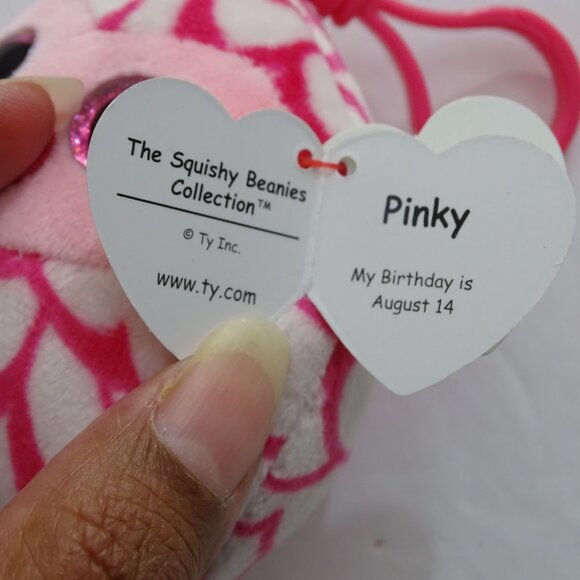 The Squishy Beanies
Collection™
© Ty Inc.
www.ty.com
Pinky
My Birthday is
August 14